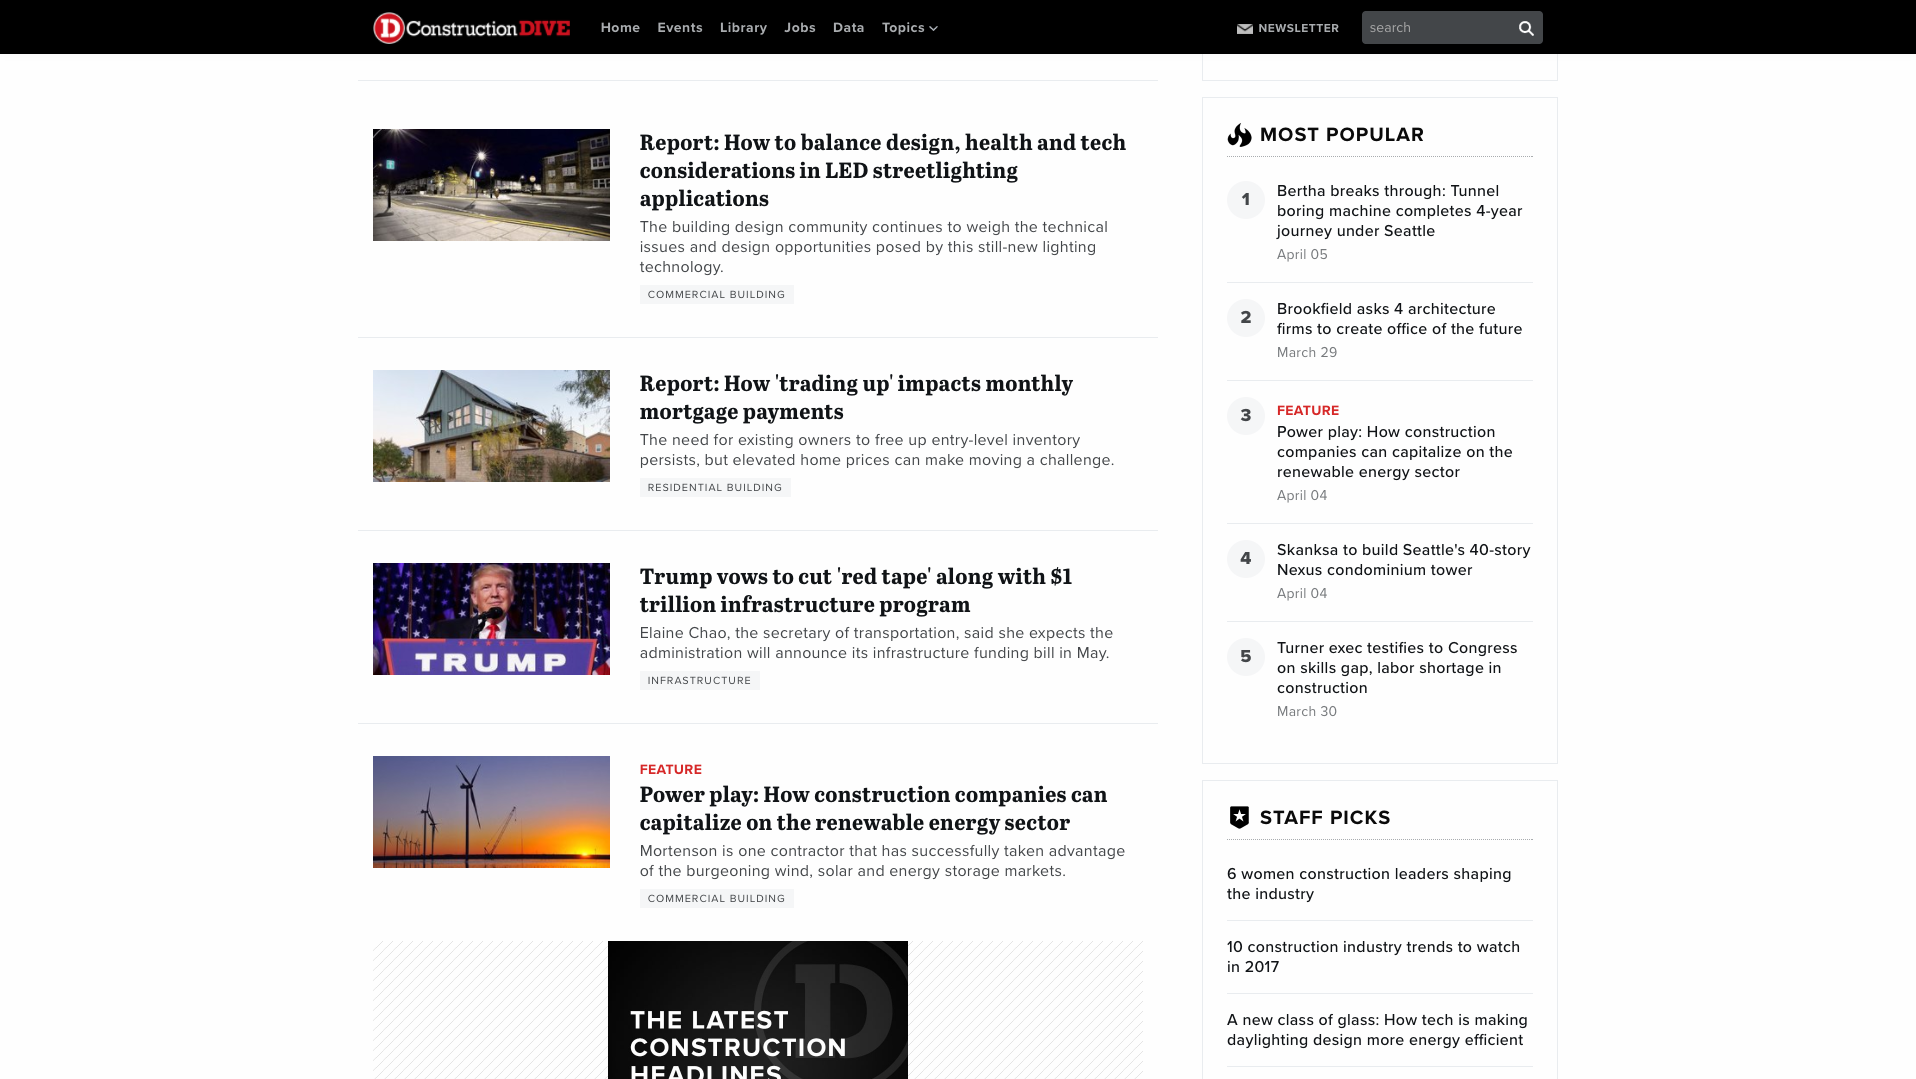 D Construction DIVE Home Events Library Jobs Data Topics NEWSLETTER search
Report: How to balance design, health and tech
considerations in LED streetlighting
applications
The building design community continues to weigh the technical
issues and design opportunities posed by this still-new lighting
technology.
COMMERCIAL BUILDING
Report: How 'trading up' impacts monthly
mortgage payments
The need for existing owners to free up entry-level inventory
persists, but elevated home prices can make moving a challenge.
RESIDENTIAL BUILDING
TRUMP
Trump vows to cut 'red tape' along with $1
trillion infrastructure program
Elaine Chao, the secretary of transportation, said she expects the
administration will announce its infrastructure funding bill in May.
INFRASTRUCTURE
FEATURE
Power play: How construction companies can
capitalize on the renewable energy sector
Mortenson is one contractor that has successfully taken advantage
of the burgeoning wind, solar and energy storage markets.
COMMERCIAL BUILDING
D
THE LATEST
CONSTRUCTION
HEADLINES
MOST POPULAR
1
Bertha breaks through: Tunnel
boring machine completes 4-year
journey under Seattle
April 05
2
Brookfield asks 4 architecture
firms to create office of the future
March 29
3
FEATURE
Power play: How construction
companies can capitalize on the
renewable energy sector
April 04
4
Skanksa to build Seattle's 40-story
Nexus condominium tower
April 04
5
Turner exec testifies to Congress
on skills gap, labor shortage in
construction
March 30
STAFF PICKS
6 women construction leaders shaping
the industry
10 construction industry trends to watch
in 2017
A new class of glass: How tech is making
daylighting design more energy efficient